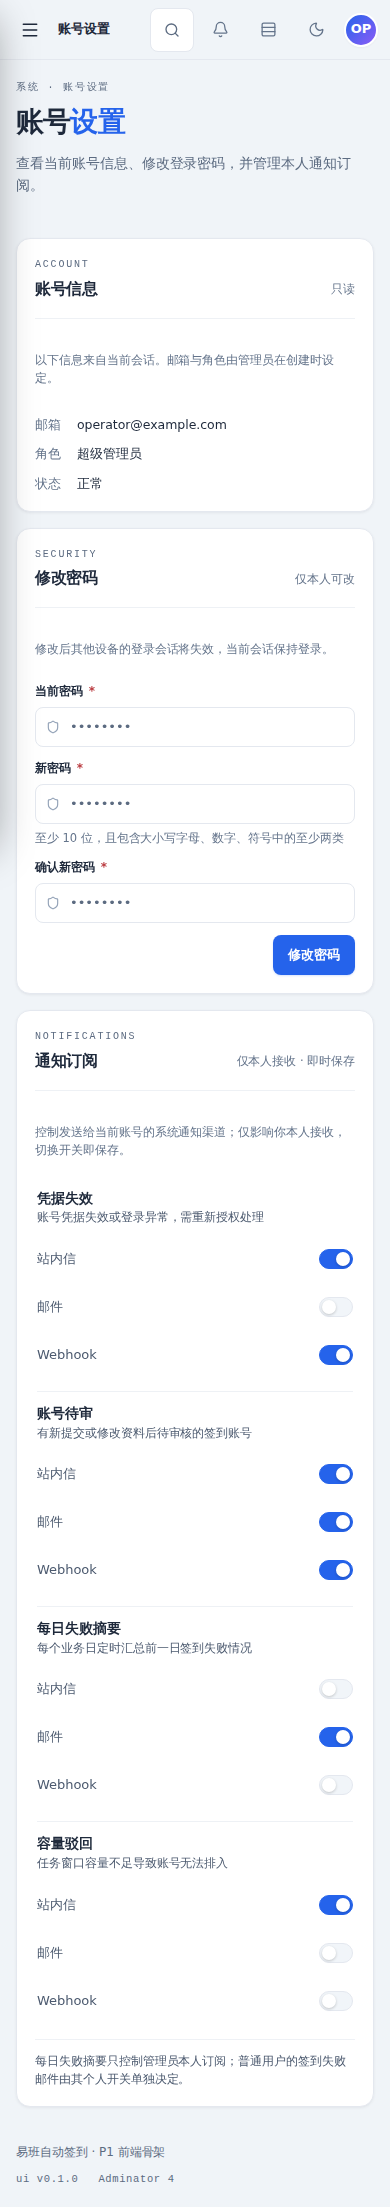 账号设置
OP
系统 · 账号设置
账号设置
查看当前账号信息、修改登录密码，并管理本人通知订
阅。
ACCOUNT
账号信息
只读
以下信息来自当前会话。邮箱与角色由管理员在创建时设
定。
邮箱 operator@example.com
角色 超级管理员
状态 正常
SECURITY
修改密码
仅本人可改
修改后其他设备的登录会话将失效，当前会话保持登录。
当前密码 *
••••••••
新密码 *
••••••••
至少 10 位，且包含大小写字母、数字、符号中的至少两类
确认新密码 *
••••••••
修改密码
NOTIFICATIONS
通知订阅
仅本人接收 · 即时保存
控制发送给当前账号的系统通知渠道；仅影响你本人接收，
切换开关即保存。
凭据失效
账号凭据失效或登录异常，需重新授权处理
站内信
邮件
Webhook
账号待审
有新提交或修改资料后待审核的签到账号
站内信
邮件
Webhook
每日失败摘要
每个业务日定时汇总前一日签到失败情况
站内信
邮件
Webhook
容量驳回
任务窗口容量不足导致账号无法排入
站内信
邮件
Webhook
每日失败摘要只控制管理员本人订阅；普通用户的签到失败
邮件由其个人开关单独决定。
易班自动签到 · P1 前端骨架
ui v0.1.0 Adminator 4